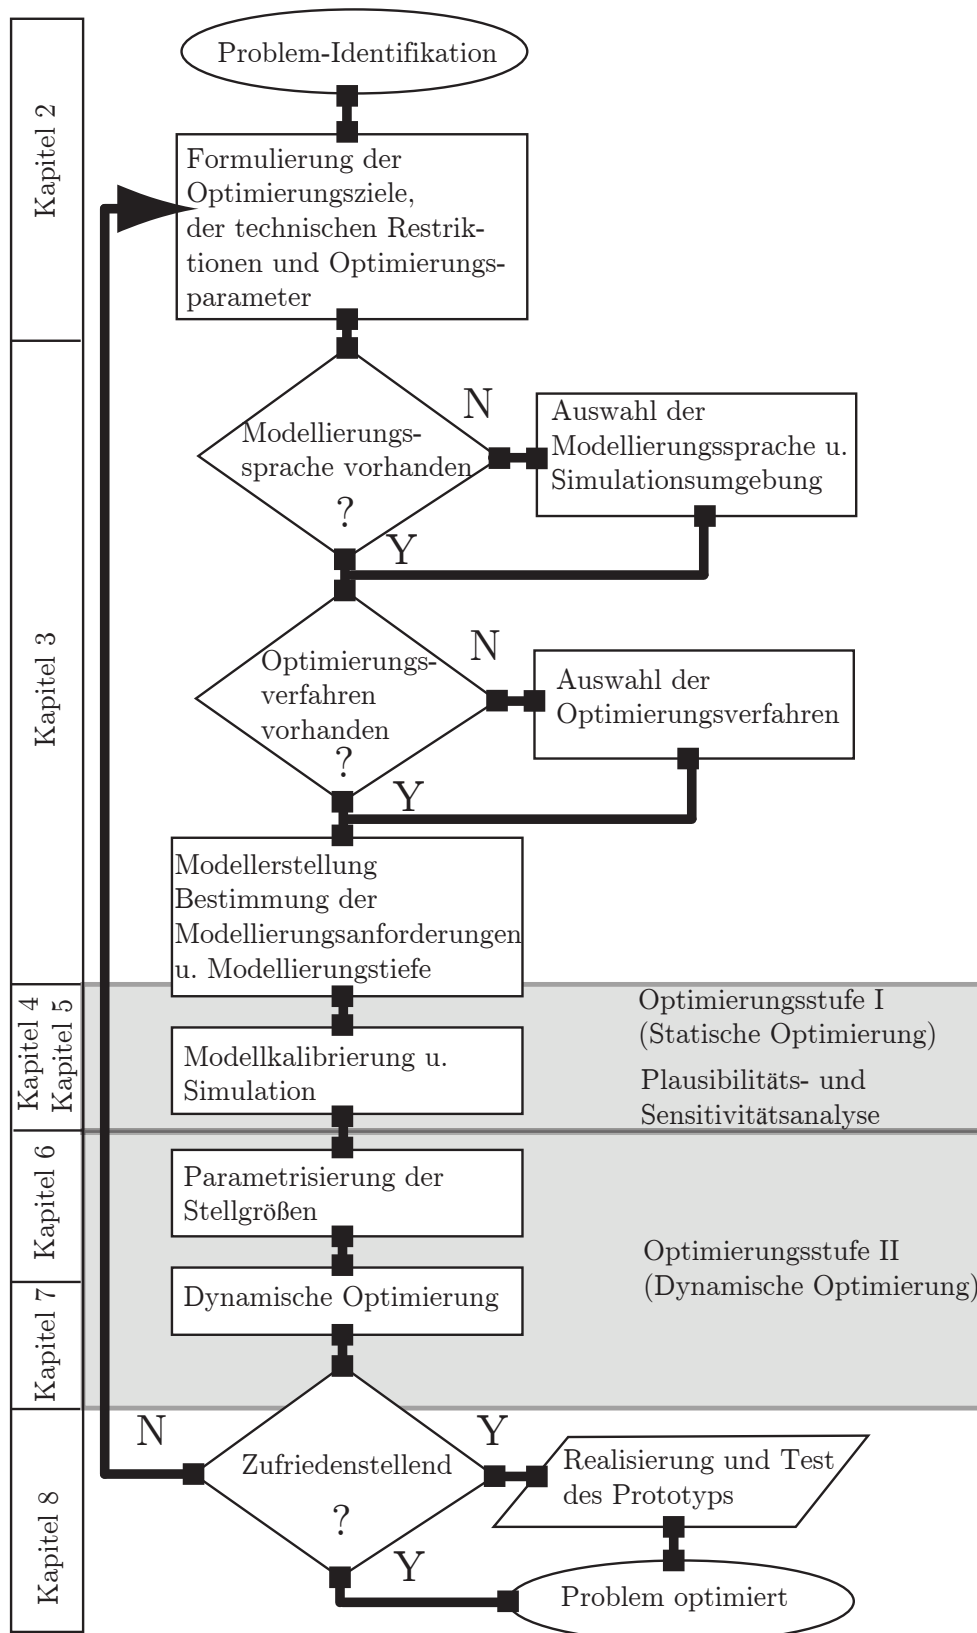 Kapitel 2
Problem-Identifikation
Formulierung der
Optimierungsziele,
der technischen Restrik-
tionen und Optimierungs-
parameter
Kapitel 3
Modellierungs-
sprache vorhanden
?
N
Y
Auswahl der
Modellierungssprache u.
Simulationsumgebung
Optimierungs-
verfahren
vorhanden
?
N
Y
Auswahl der
Optimierungsverfahren
Modellerstellung
Bestimmung der
Modellierungsanforderungen
u. Modellierungstiefe
Kapitel 4
Kapitel 5
Modellkalibrierung u.
Simulation
Optimierungsstufe I
(Statische Optimierung)
Plausibilitäts- und
Sensitivitätsanalyse
Kapitel 6
Parametrisierung der
Stellgrößen
Optimierungsstufe II
(Dynamische Optimierung)
Kapitel 7
Dynamische Optimierung
Kapitel 8
N
Zufriedenstellend
?
Y
Y
Realisierung und Test
des Prototyps
Problem optimiert